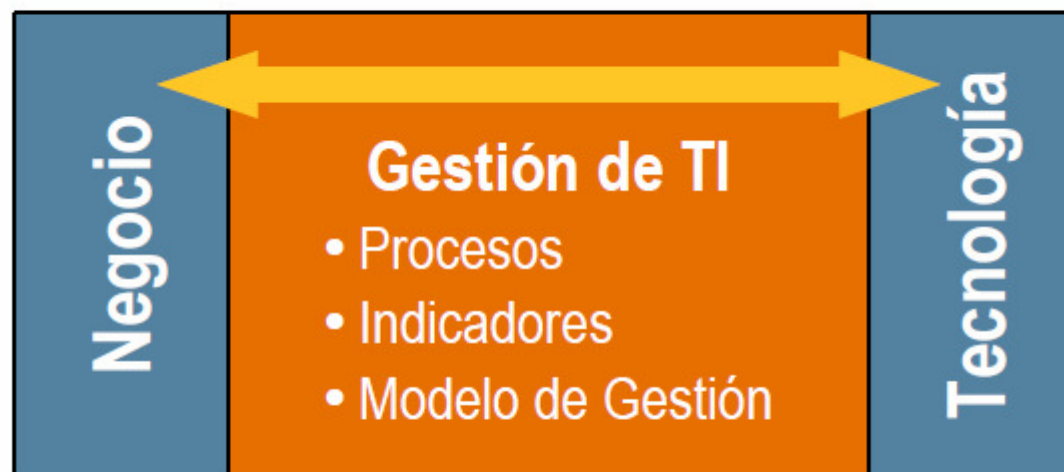 Negocio
Gestión de TI
• Procesos
• Indicadores
• Modelo de Gestión
Tecnología